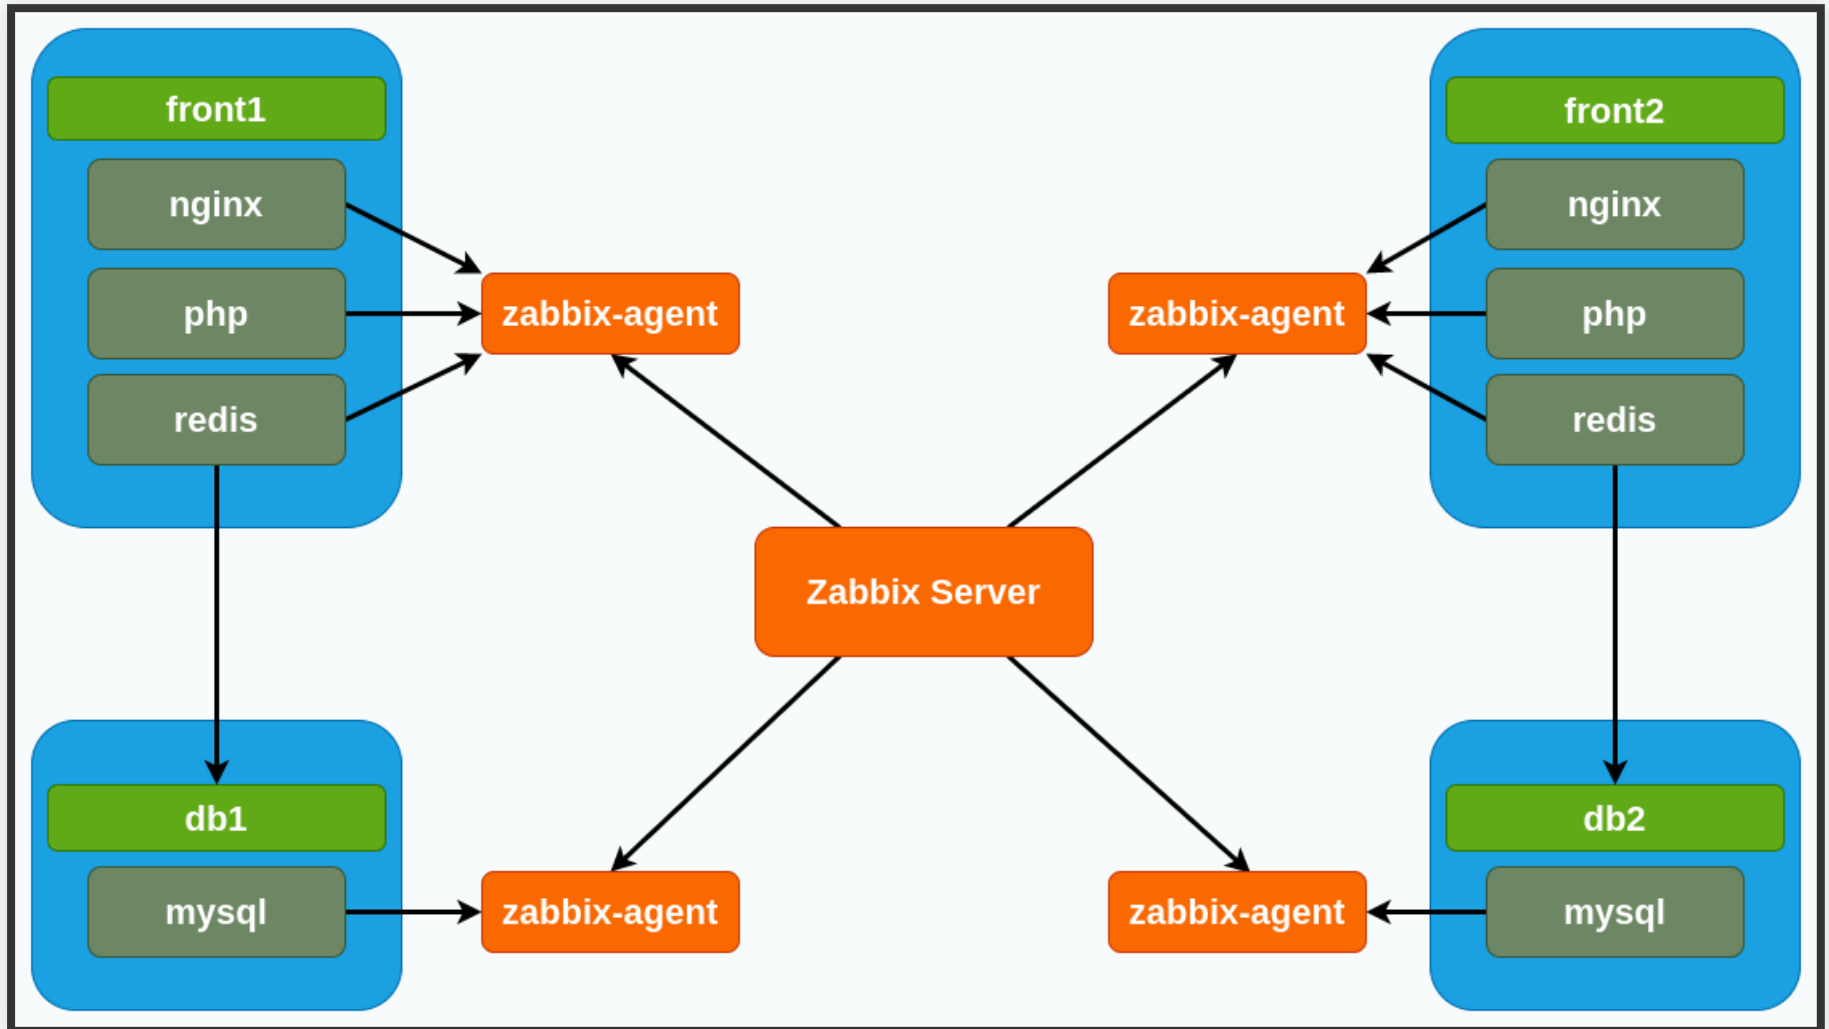 front1
nginx
php
redis
zabbix-agent
front2
nginx
php
redis
zabbix-agent
Zabbix Server
db1
mysql
zabbix-agent
db2
mysql
zabbix-agent